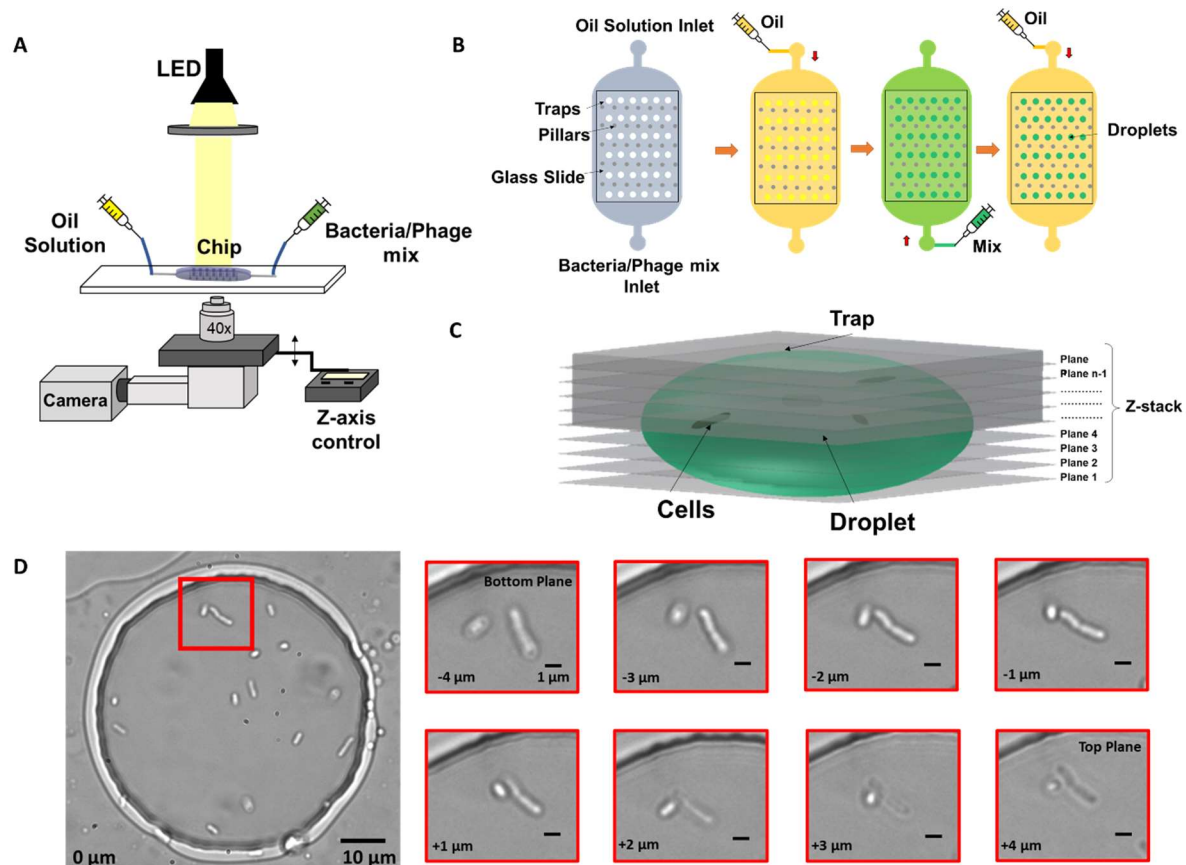 A
LED
Oil
Solution
Chip
Bacteria/Phage
mix
40x
Camera
Z-axis
control
B
Oil Solution Inlet
Oil
Oil
Traps
Pillars
Glass Slide
Droplets
Mix
Bacteria/Phage mix
Inlet
C
Trap
Plane
Plane n-1
...........
...........
...........
Plane 4
Plane 3
Plane 2
Plane 1
Z-stack
Cells
Droplet
D
0 μm
10 μm
Bottom Plane
-4 μm
1 μm
-3 μm
-2 μm
-1 μm
+1 μm
+2 μm
+3 μm
Top Plane
+4 μm